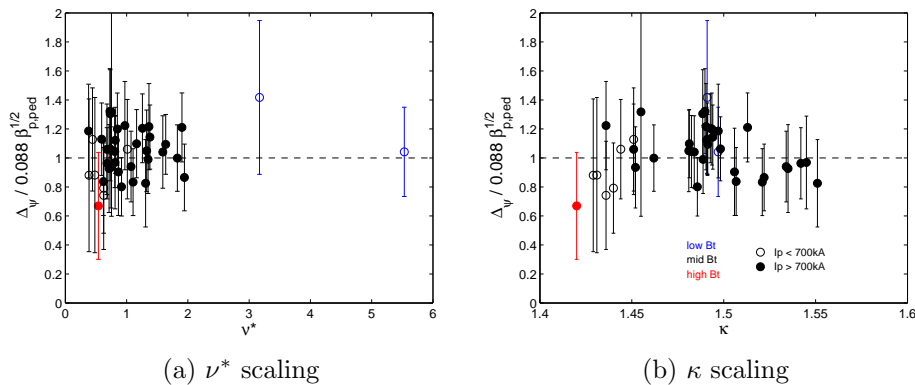 2
1.8
1.6
1.4
1.2
1
0.8
0.6
0.4
0.2
0
0 1 2 3 4 5 6
Δψ / 0.088 β^{1/2}_{p,ped}
ν*
(a) ν* scaling
2
1.8
1.6
1.4
1.2
1
0.8
0.6
0.4
0.2
0
1.4 1.45 1.5 1.55 1.6
Δψ / 0.088 β^{1/2}_{p,ped}
κ
low Bt
mid Bt
high Bt
Ip < 700kA
Ip > 700kA
(b) κ scaling